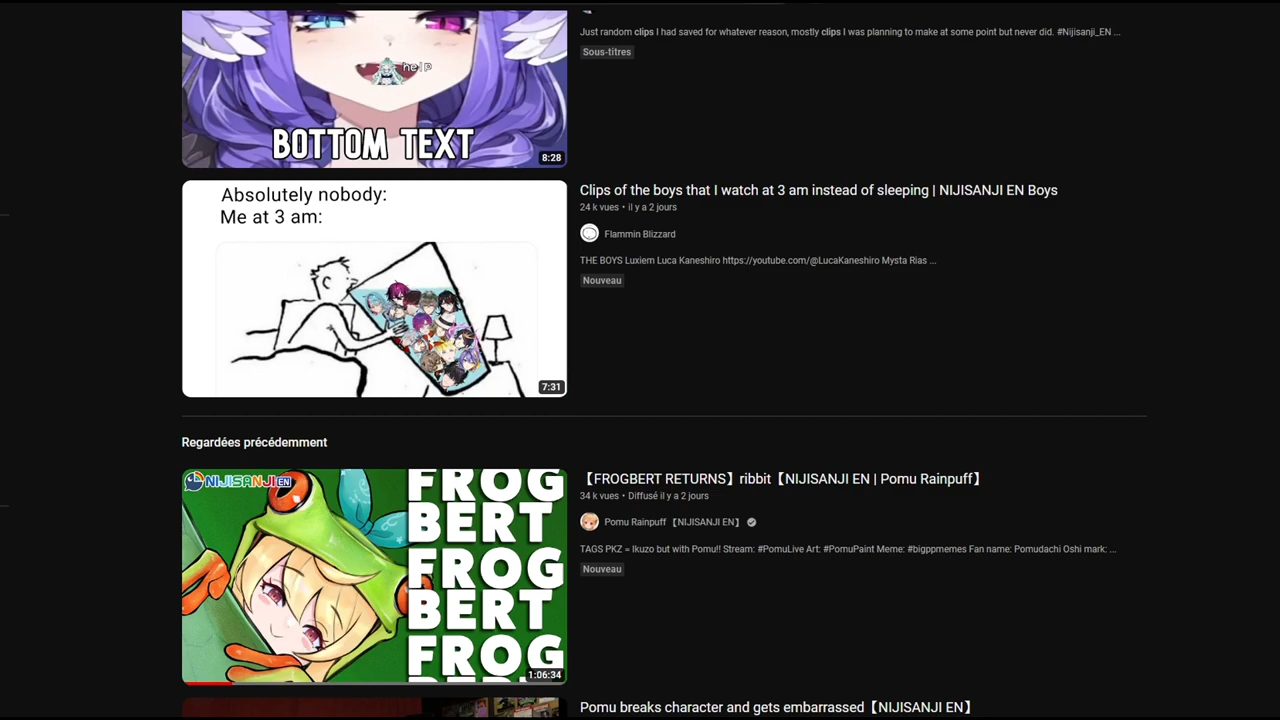 help
BOTTOM TEXT
8:28
Just random clips I had saved for whatever reason, mostly clips I was planning to make at some point but never did. #Nijisanji_EN ...
Sous-titres
Absolutely nobody:
Me at 3 am:
7:31
Clips of the boys that I watch at 3 am instead of sleeping | NIJISANJI EN Boys
24 k vues • il y a 2 jours
Flammin Blizzard
THE BOYS Luxiem Luca Kaneshiro https://youtube.com/@LucaKaneshiro Mysta Rias ...
Nouveau
Regardées précédemment
NIJISANJI EN
FROG
BERT
FROG
BERT
FROG
1:06:34
【FROGBERT RETURNS】ribbit【NIJISANJI EN | Pomu Rainpuff】
34 k vues • Diffusé il y a 2 jours
Pomu Rainpuff 【NIJISANJI EN】
TAGS PKZ = Ikuzo but with Pomu!! Stream: #PomuLive Art: #PomuPaint Meme: #bigppmemes Fan name: Pomudachi Oshi mark: ...
Nouveau
Pomu breaks character and gets embarrassed【NIJISANJI EN】